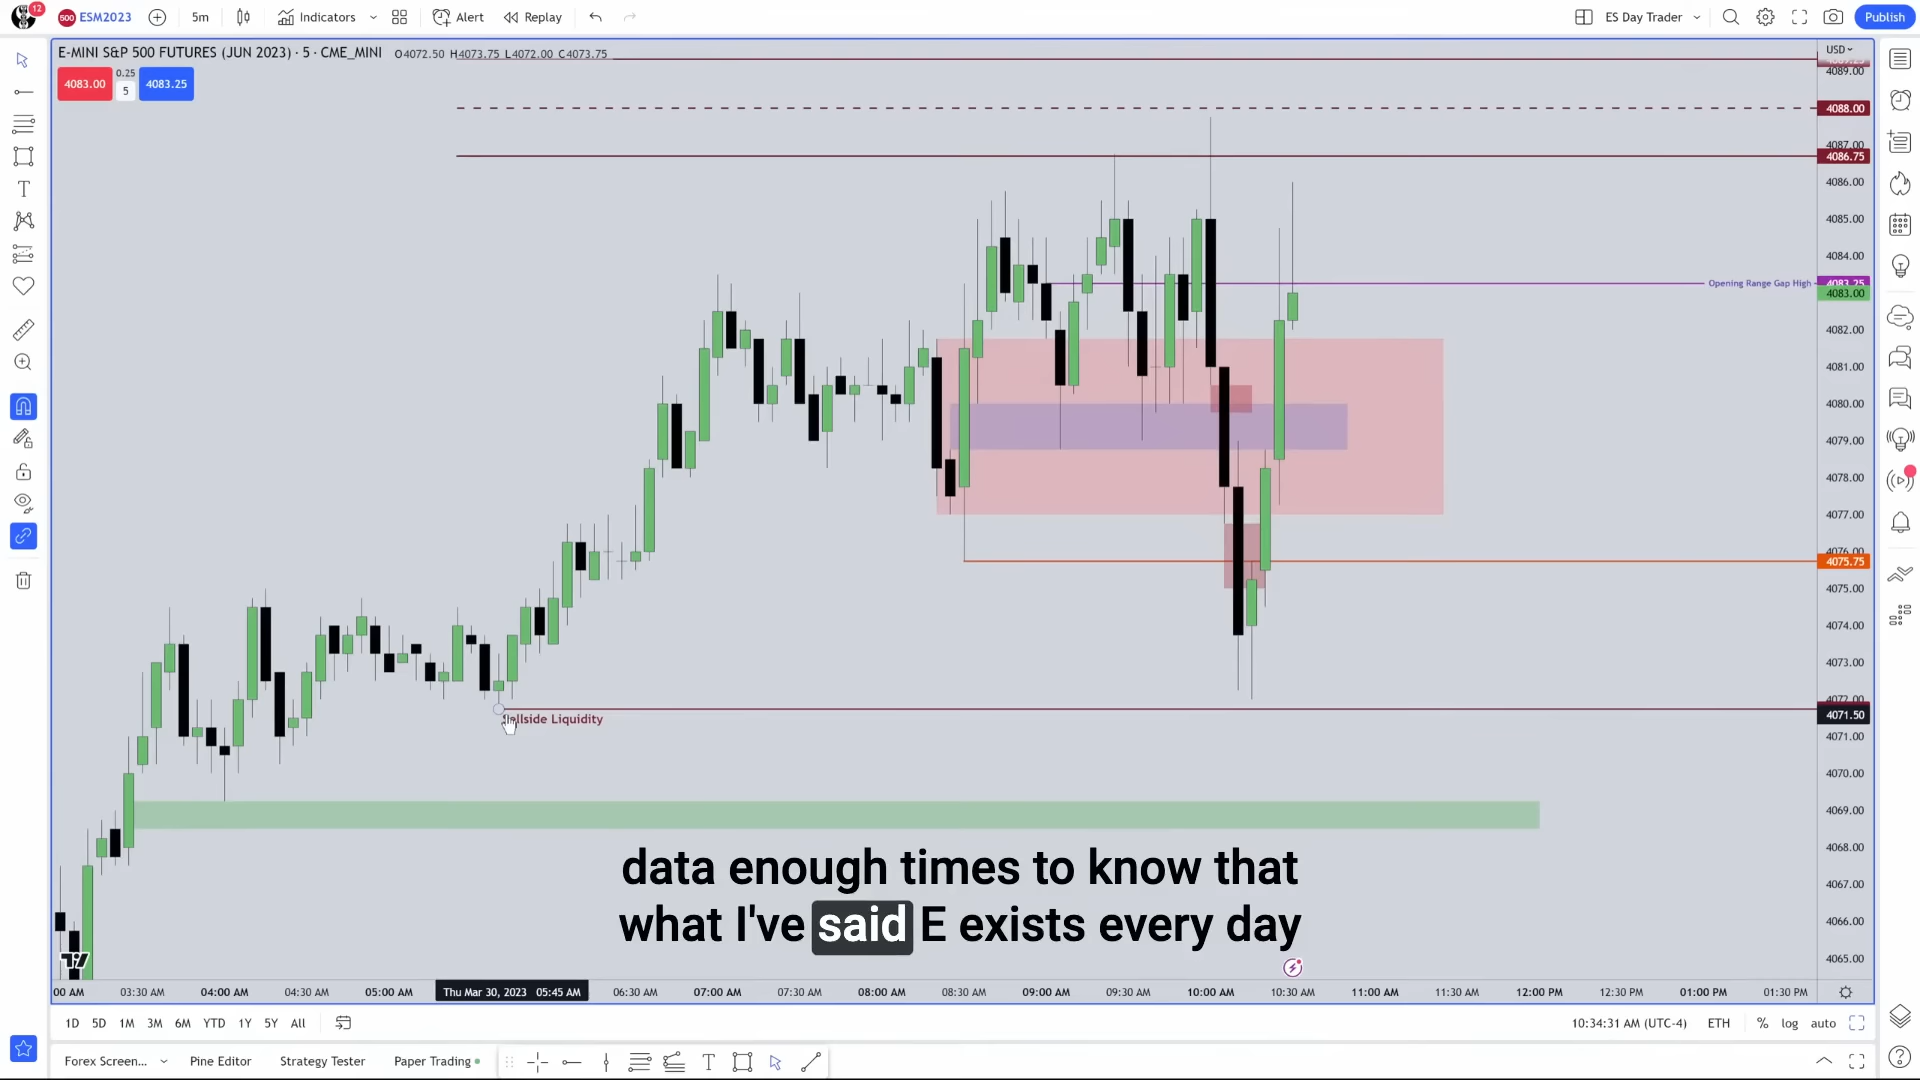 12
500 ESM2023 5m Indicators Alert Replay ES Day Trader Publish
E-MINI S&P 500 FUTURES (JUN 2023) · 5 · CME_MINI O4072.50 H4073.75 L4072.00 C4073.75
USD
4083.00 0.25 5 4083.25
4089.00
4088.00
4087.00
4086.75
4086.00
4085.00
4084.00
Opening Range Gap High 4083.25
4083.00
4082.00
4081.00
4080.00
4079.00
4078.00
4077.00
4076.00
4075.75
4075.00
4074.00
4073.00
4072.00
Sellside Liquidity
4071.50
4071.00
4070.00
4069.00
4068.00
4067.00
4066.00
4065.00
data enough times to know that
what I've said E exists every day
00 AM 03:30 AM 04:00 AM 04:30 AM 05:00 AM Thu Mar 30, 2023 05:45 AM 06:30 AM 07:00 AM 07:30 AM 08:00 AM 08:30 AM 09:00 AM 09:30 AM 10:00 AM 10:30 AM 11:00 AM 11:30 AM 12:00 PM 12:30 PM 01:00 PM 01:30 PM
1D 5D 1M 3M 6M YTD 1Y 5Y All 10:34:31 AM (UTC-4) ETH % log auto
Forex Screen... Pine Editor Strategy Tester Paper Trading